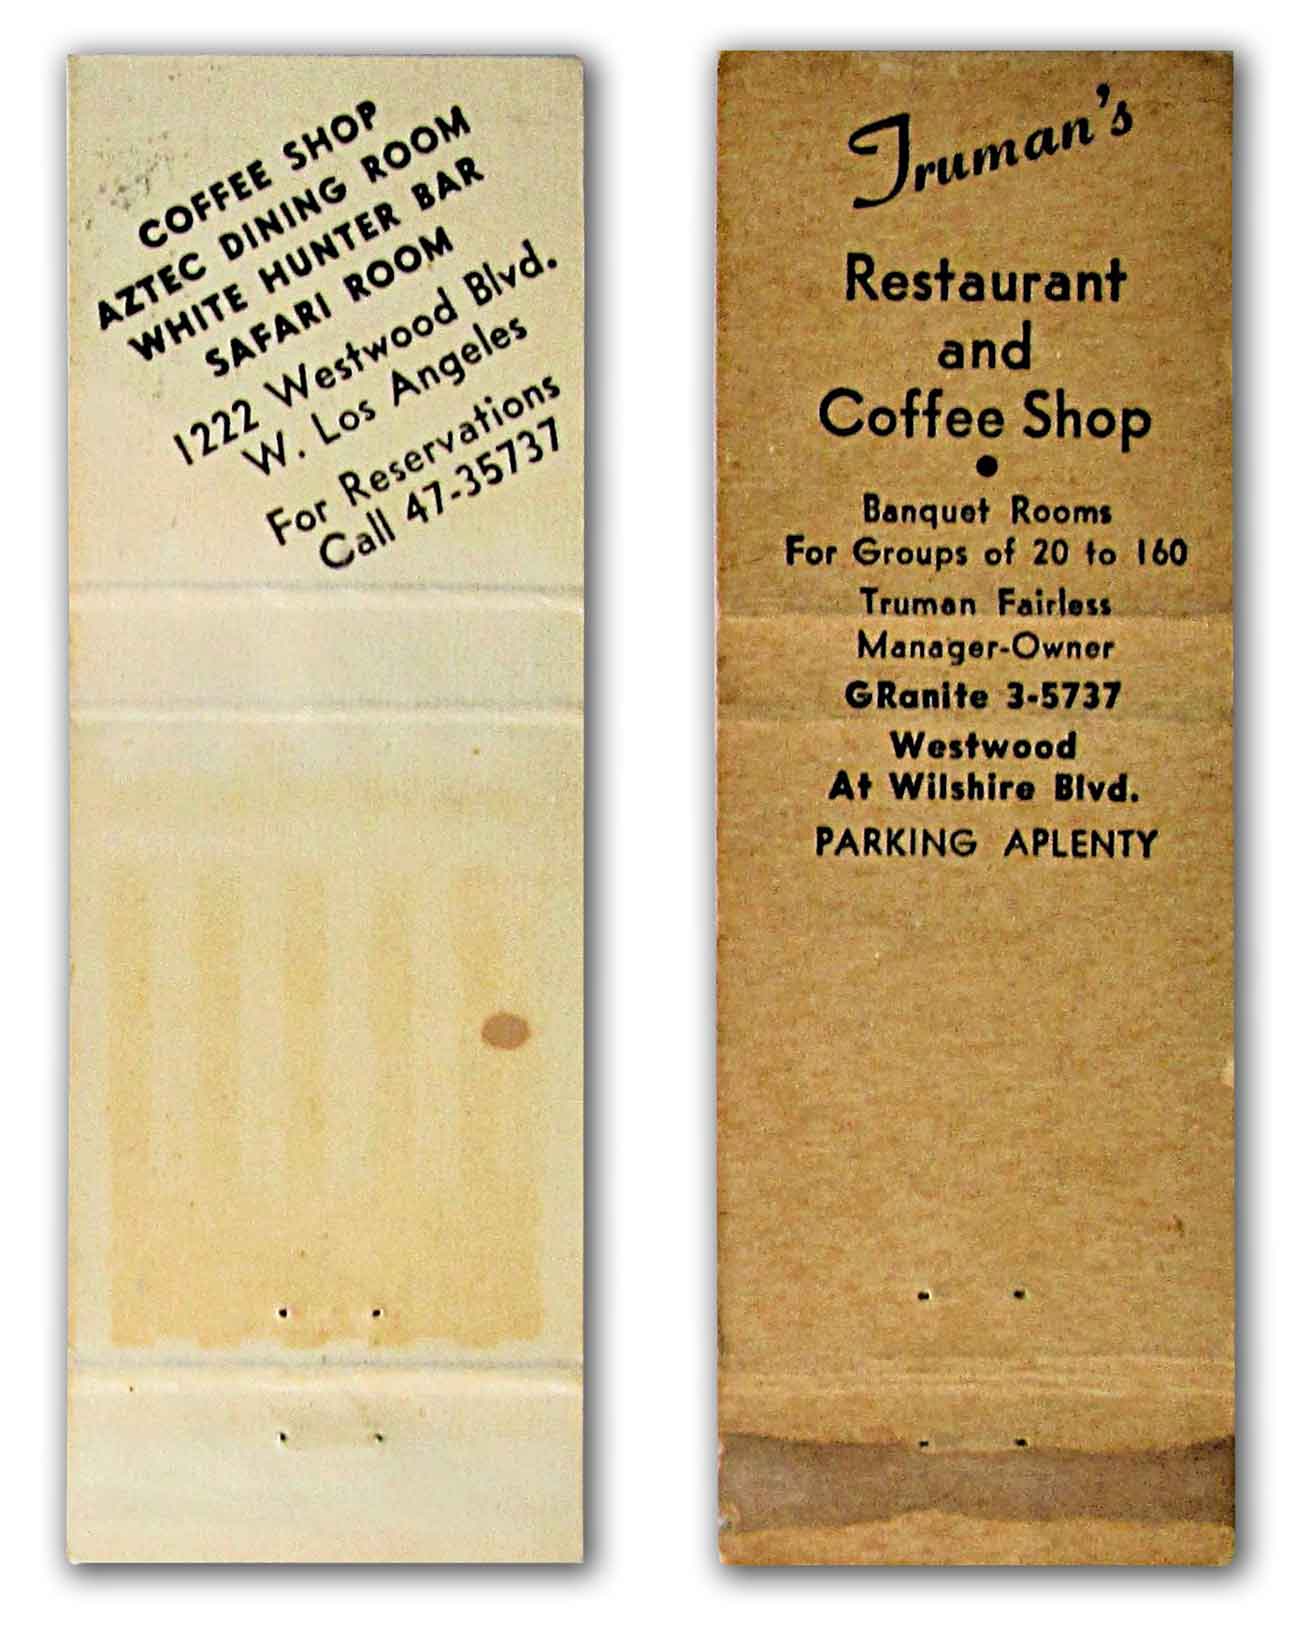 COFFEE SHOP
AZTEC DINING ROOM
WHITE HUNTER BAR
SAFARI ROOM
1222 Westwood Blvd.
W. Los Angeles
For Reservations
Call 47-35737
Truman's
Restaurant
and
Coffee Shop
•
Banquet Rooms
For Groups of 20 to 160
Truman Fairless
Manager-Owner
GRanite 3-5737
Westwood
At Wilshire Blvd.
PARKING APLENTY